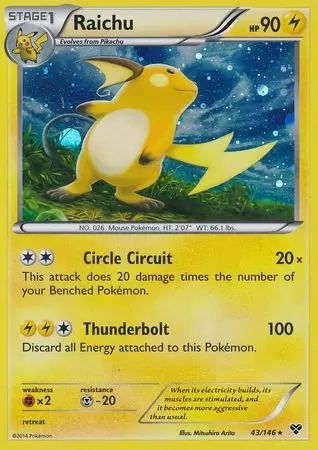 STAGE1
Raichu
HP90
Evolves from Pikachu
NO. 026 Mouse Pokémon HT: 2'07" WT: 66.1 lbs.
Circle Circuit 20×
This attack does 20 damage times the number
of your Benched Pokémon.
Thunderbolt 100
Discard all Energy attached to this Pokémon.
weakness
×2
resistance
-20
retreat
When its electricity builds, its
muscles are stimulated, and
it becomes more aggressive
than usual.
Illus. Mitsuhiro Arita
43/146★
XY
©2014 Pokémon